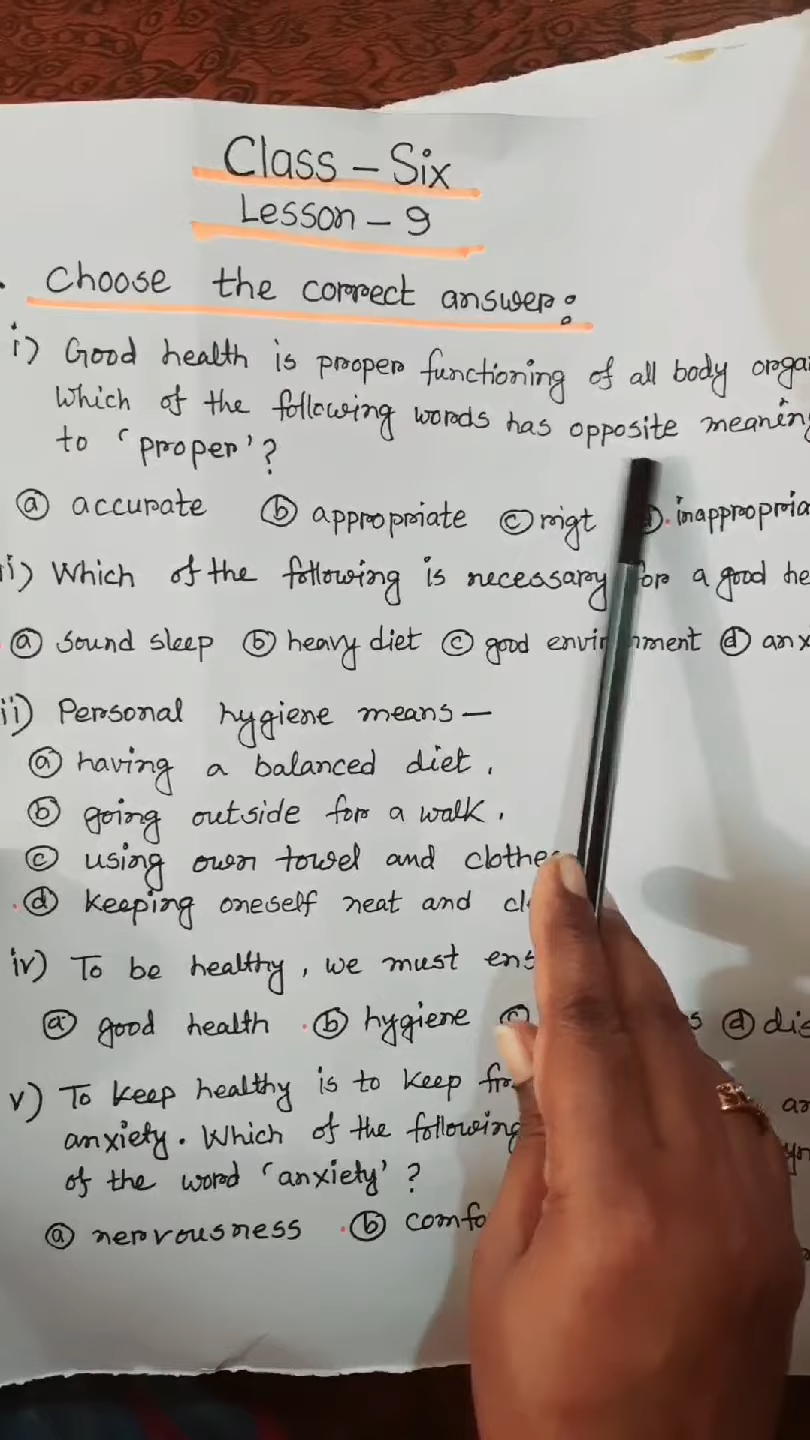 Class - Six
Lesson - 9
Choose the correct answer:
i) Good health is proper functioning of all body
Which of the following words has opposite meaning
to 'proper'?
ⓐ accurate ⓑ appropriate ⓒ rigt
ii) Which of the following is necessary for a good
ⓐ sound sleep ⓑ heavy diet ⓒ good ⓓ
ii) Personal hygiene means —
ⓐ having a balanced diet.
ⓑ going outside for a walk.
ⓒ using own towel and
ⓓ keeping oneself neat and
iv) To be healthy, we must
ⓐ good health ⓑ hygiene ⓒ ⓓ
v) To keep healthy is to keep
anxiety. Which of the following
of the word 'anxiety'?
ⓐ nervousness ⓑ